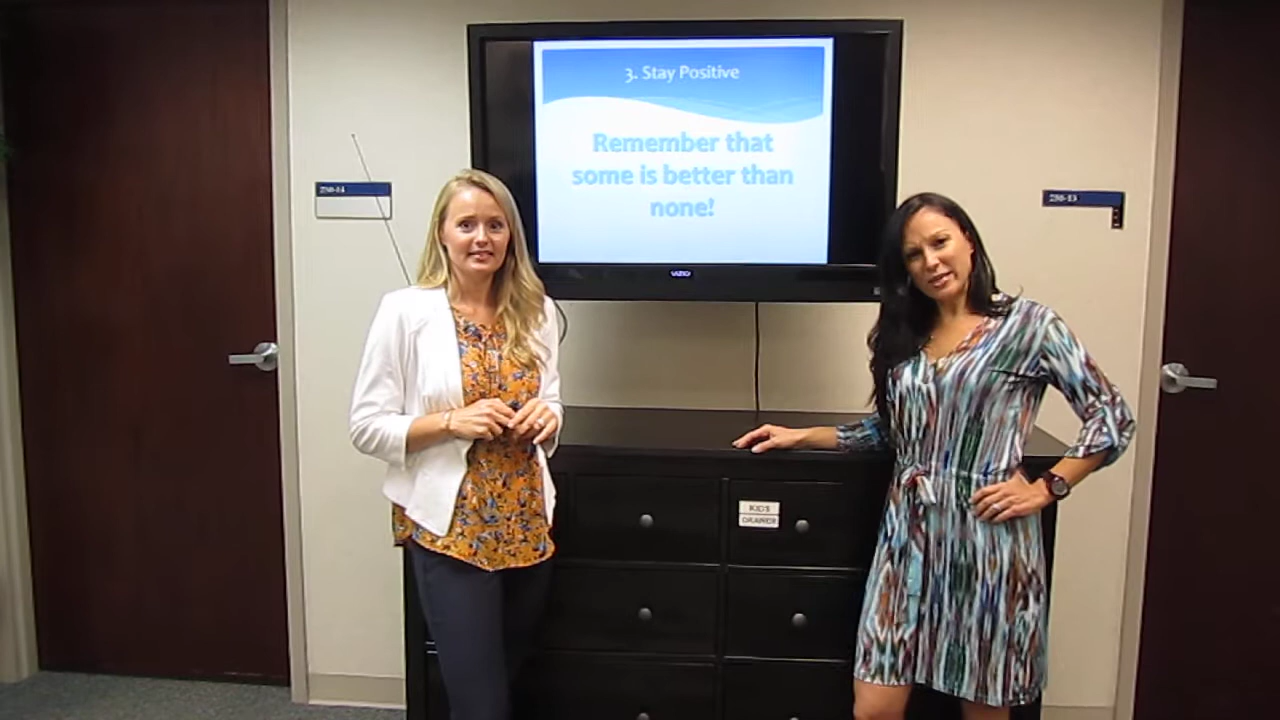 3. Stay Positive
Remember that
some is better than
none!
VIZIO
KID'S
DRAWER